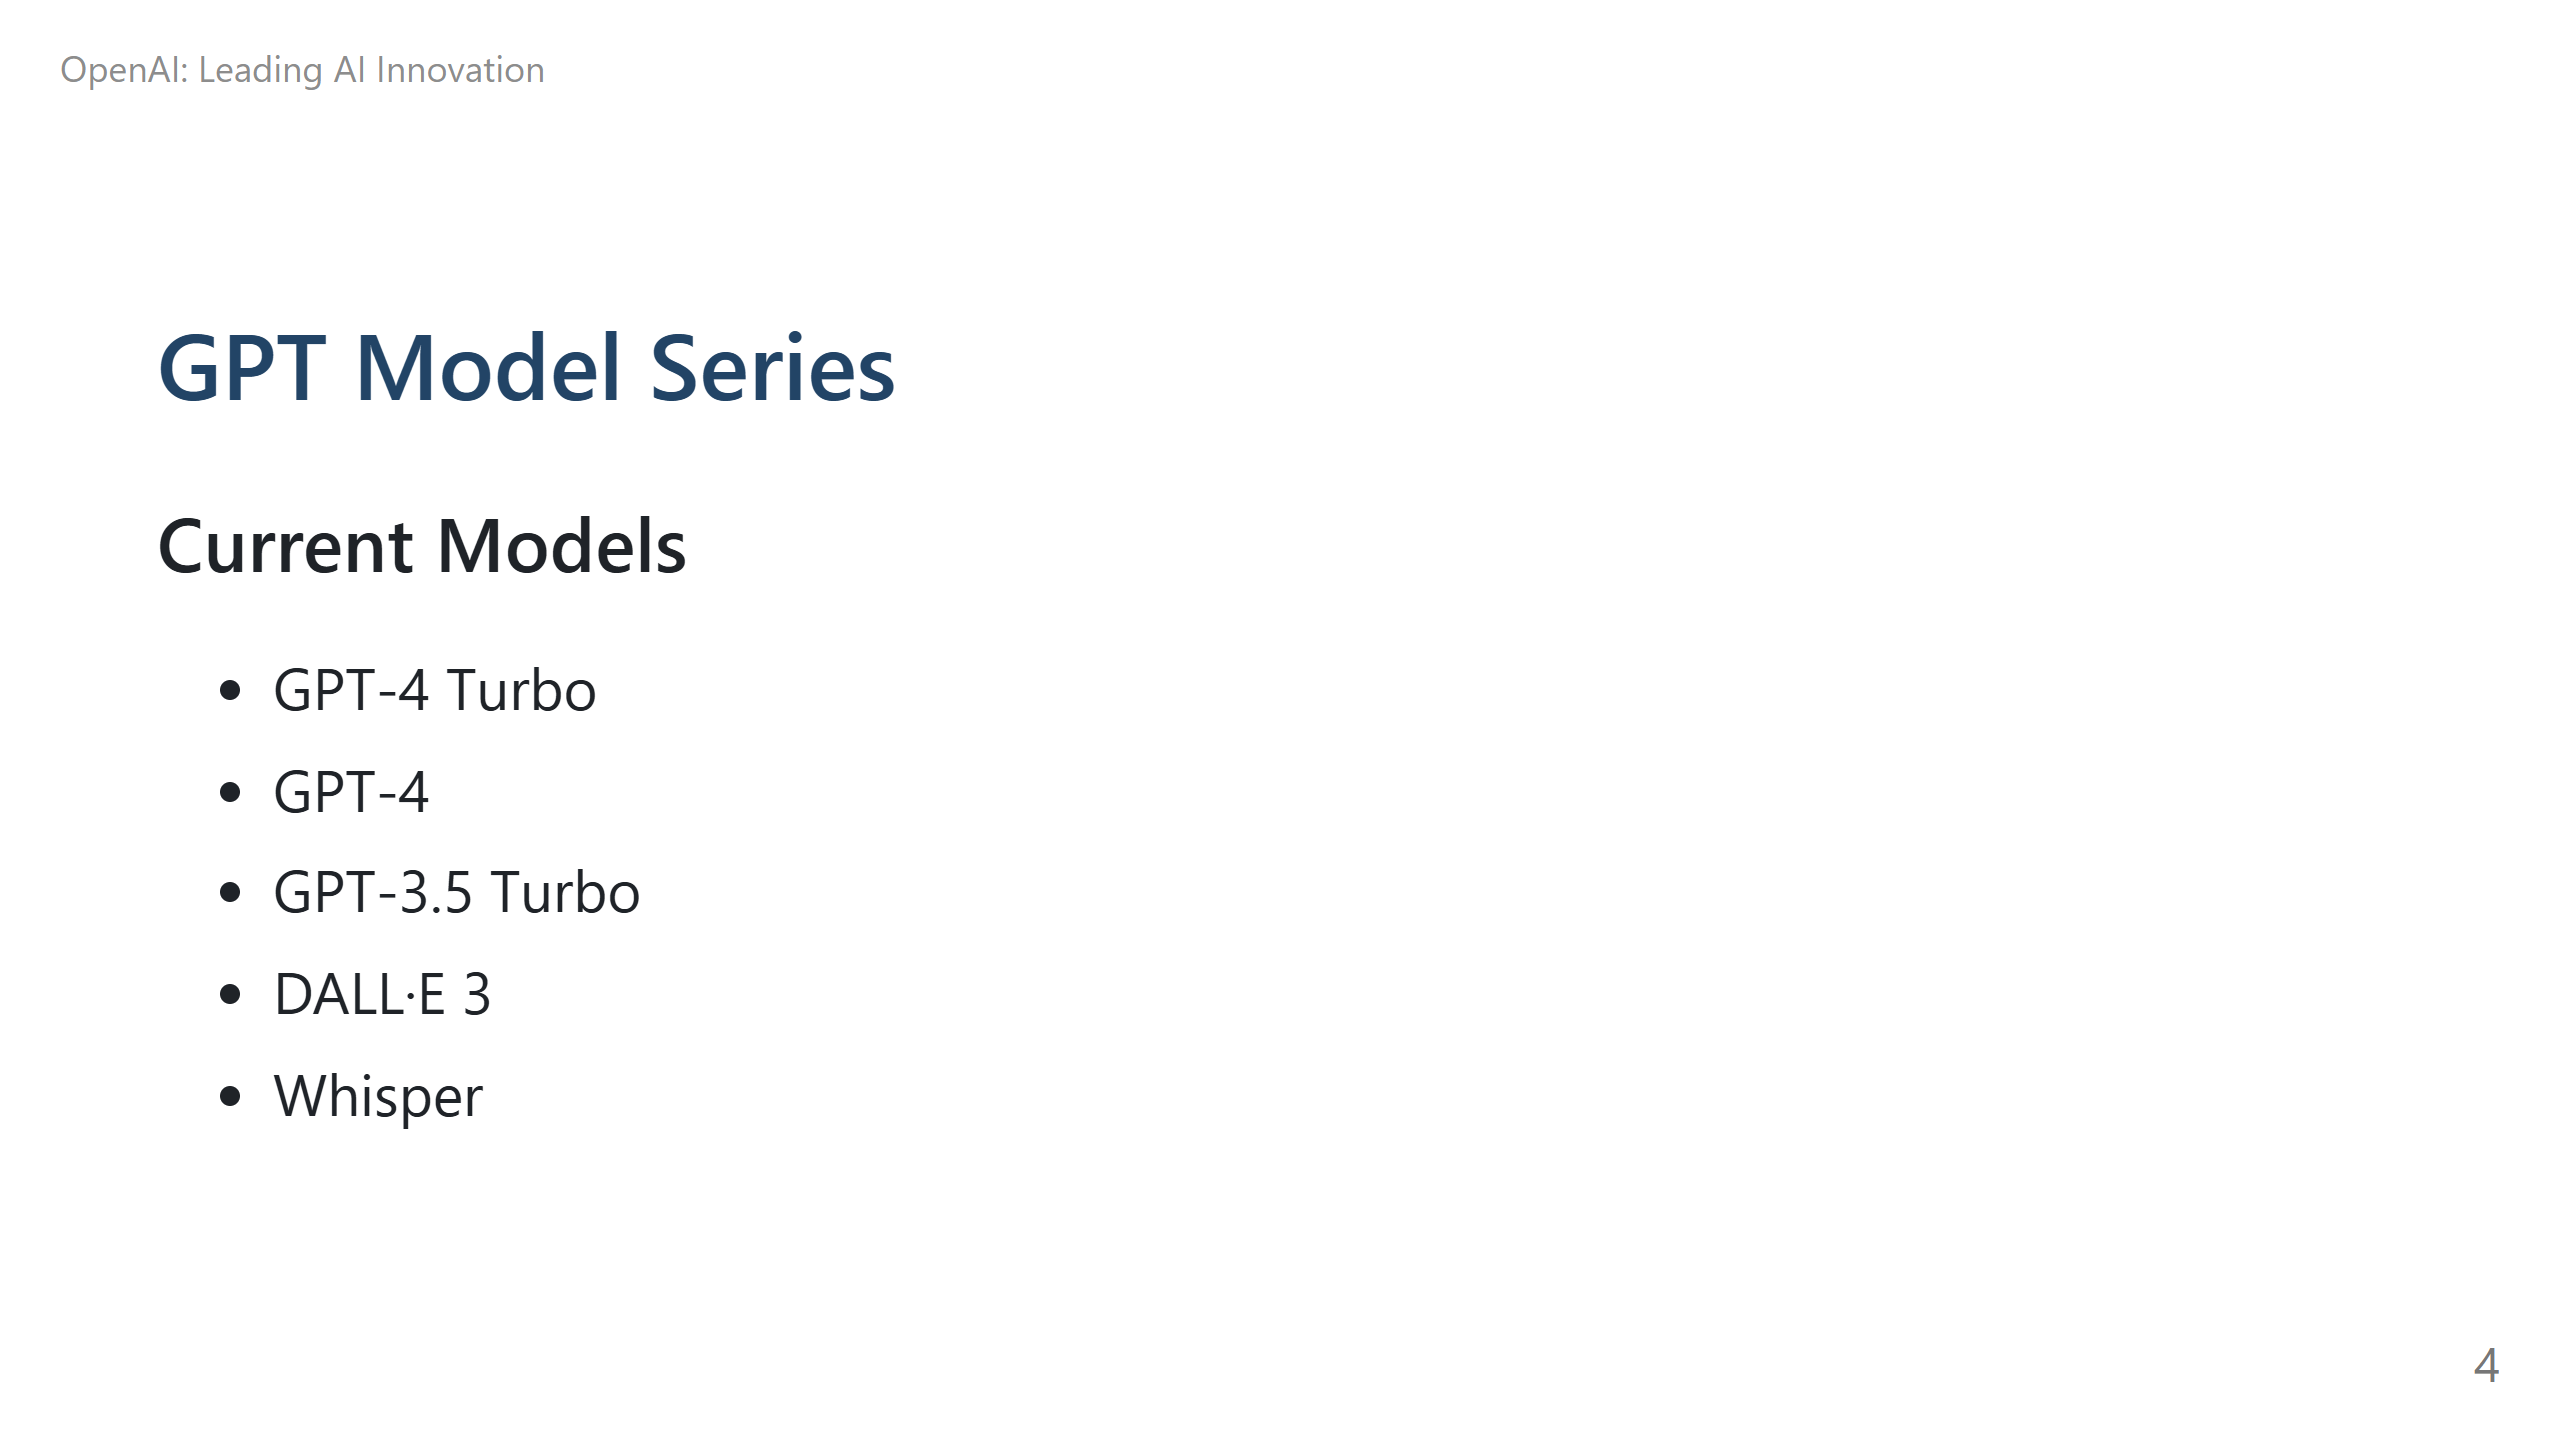 OpenAI: Leading AI Innovation
GPT Model Series
Current Models
• GPT-4 Turbo
• GPT-4
• GPT-3.5 Turbo
• DALL·E 3
• Whisper
4